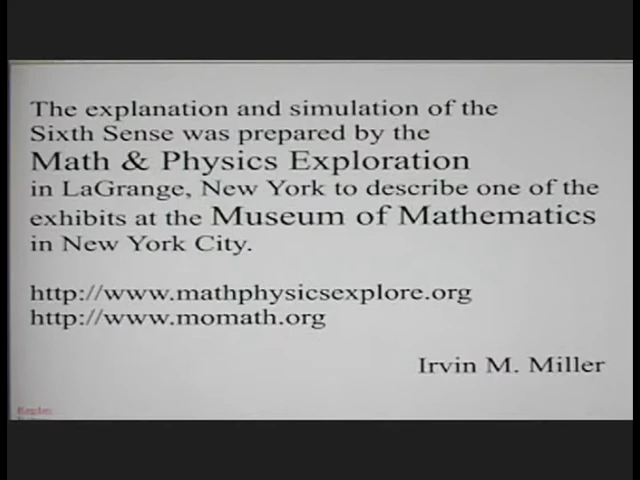 The explanation and simulation of the
Sixth Sense was prepared by the
Math & Physics Exploration
in LaGrange, New York to describe one of the
exhibits at the Museum of Mathematics
in New York City.
http://www.mathphysicsexplore.org
http://www.momath.org
Irvin M. Miller